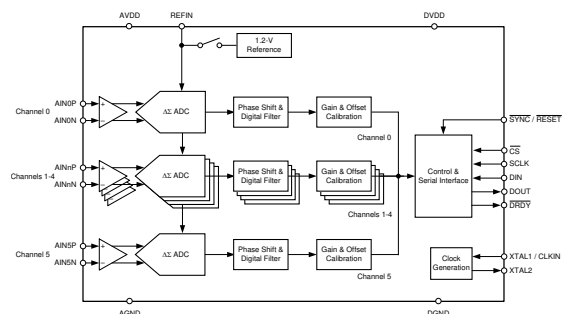 AVDD
REFIN
DVDD
1.2-V
Reference
AIN0P
Channel 0
AIN0N
+
−
ΔΣ ADC
Phase Shift &
Digital Filter
Gain & Offset
Calibration
Channel 0
SYNC / RESET
AINnP
Channels 1-4
AINnN
+
−
ΔΣ ADC
Phase Shift &
Digital Filter
Gain & Offset
Calibration
Channels 1-4
Control &
Serial Interface
CS
SCLK
DIN
DOUT
DRDY
AIN5P
Channel 5
AIN5N
+
−
ΔΣ ADC
Phase Shift &
Digital Filter
Gain & Offset
Calibration
Channel 5
Clock
Generation
XTAL1 / CLKIN
XTAL2
AGND
DGND